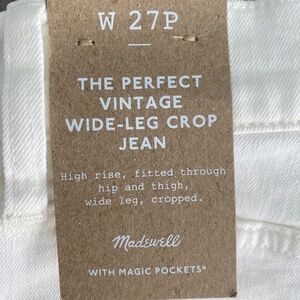 W 27P
THE PERFECT
VINTAGE
WIDE-LEG CROP
JEAN
High rise, fitted through
hip and thigh,
wide leg, cropped.
Madewell
WITH MAGIC POCKETS®